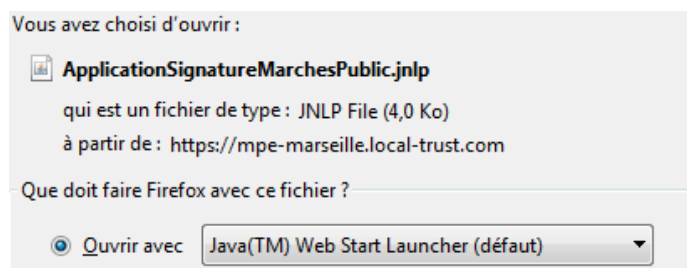 Vous avez choisi d'ouvrir :
ApplicationSignatureMarchesPublic.jnlp
qui est un fichier de type : JNLP File (4,0 Ko)
à partir de : https://mpe-marseille.local-trust.com
Que doit faire Firefox avec ce fichier ?
Ouvrir avec Java(TM) Web Start Launcher (défaut)